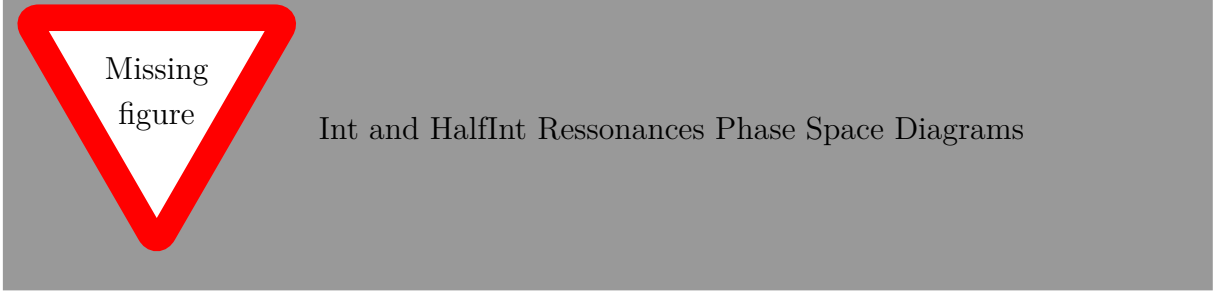 Missing
figure
Int and HalfInt Ressonances Phase Space Diagrams